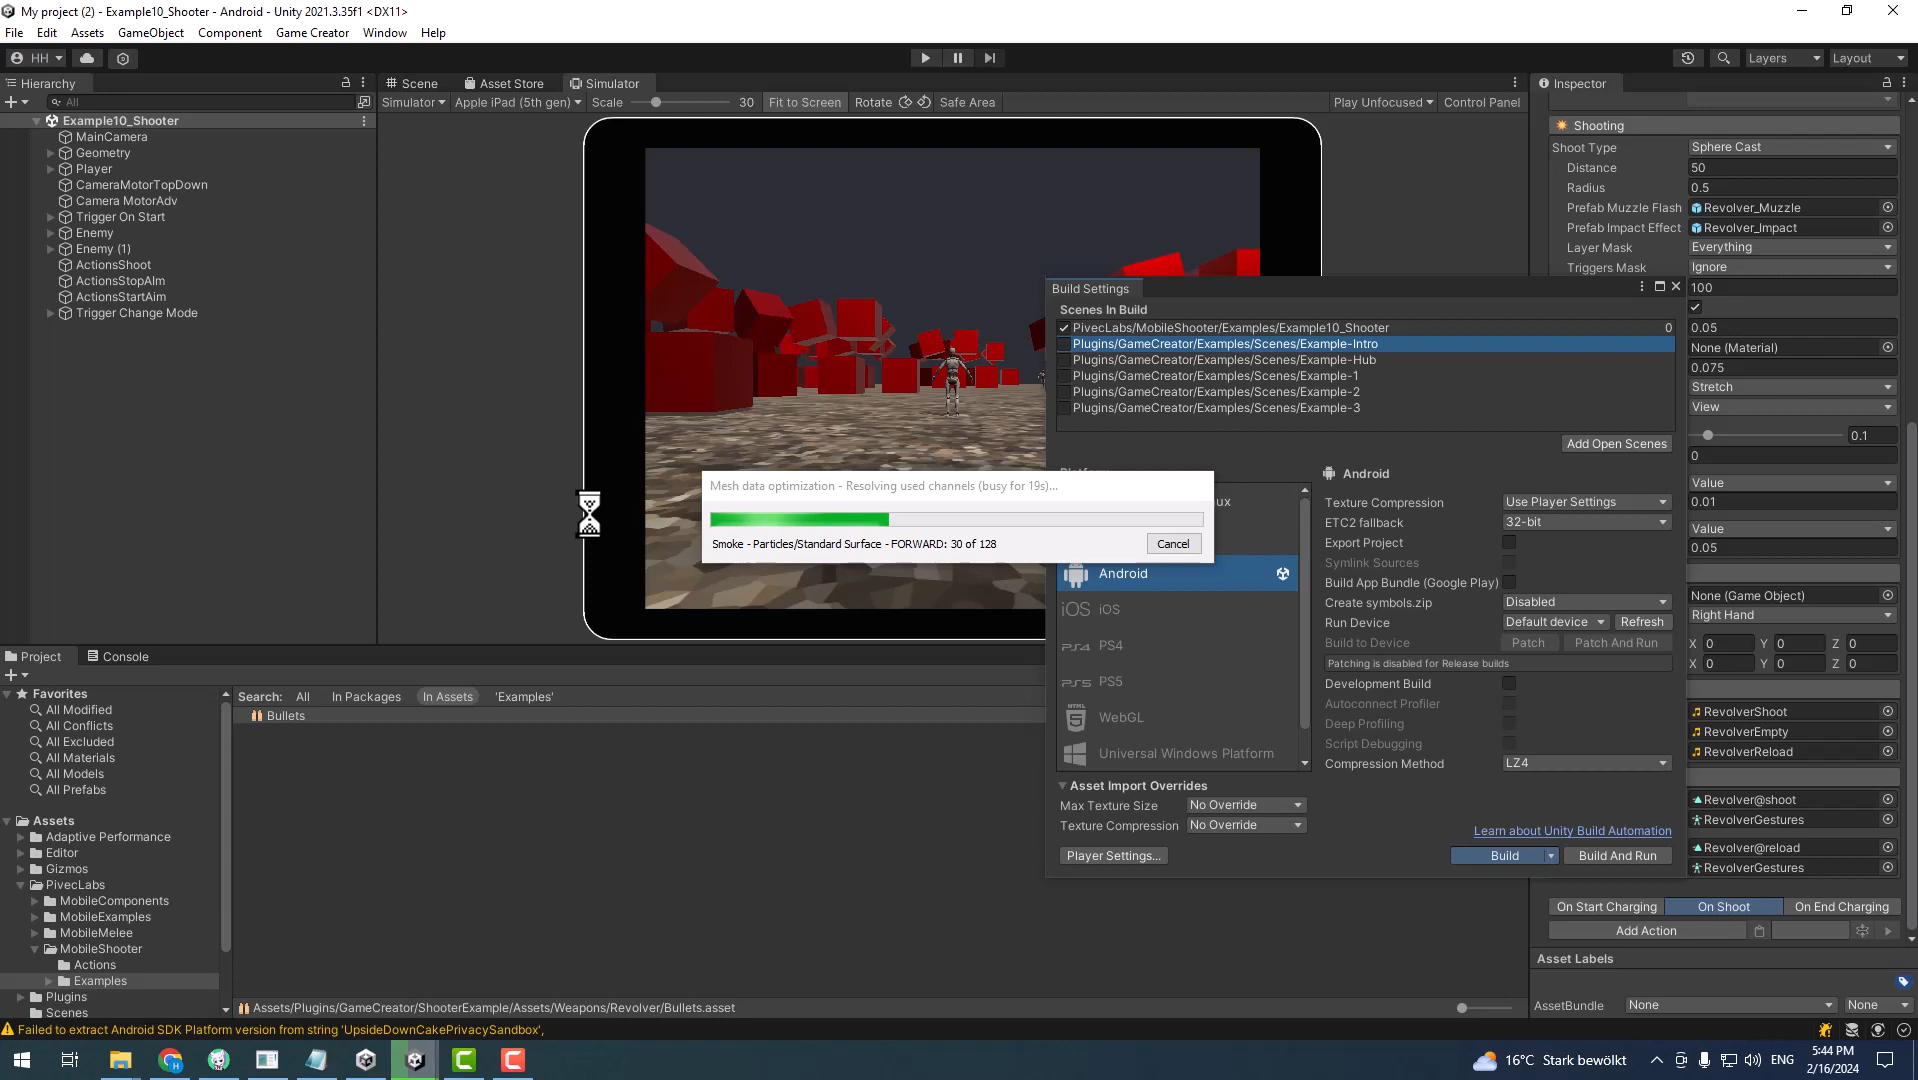 My project (2) - Example10_Shooter - Android - Unity 2021.3.35f1 <DX11>
File Edit Assets GameObject Component Game Creator Window Help
HH Layers Layout
Hierarchy
All
Example10_Shooter
MainCamera
Geometry
Player
CameraMotorTopDown
Camera MotorAdv
Trigger On Start
Enemy
Enemy (1)
ActionsShoot
ActionsStopAIm
ActionsStartAim
Trigger Change Mode
Scene Asset Store Simulator
Simulator Apple iPad (5th gen) Scale 30 Fit to Screen Rotate Safe Area Play Unfocused Control Panel
Inspector
Shooting
Shoot Type Sphere Cast
Distance 50
Radius 0.5
Prefab Muzzle Flash Revolver_Muzzle
Prefab Impact Effect Revolver_Impact
Layer Mask Everything
Triggers Mask Ignore
100
0.05
None (Material)
0.075
Stretch
View
0.1
0
Value
0.01
Value
0.05
None (Game Object)
Right Hand
X 0 Y 0 Z 0
X 0 Y 0 Z 0
RevolverShoot
RevolverEmpty
RevolverReload
Revolver@shoot
RevolverGestures
Revolver@reload
RevolverGestures
On Start Charging On Shoot On End Charging
Add Action
Asset Labels
AssetBundle None None
Build Settings
Scenes In Build
PivecLabs/MobileShooter/Examples/Example10_Shooter 0
Plugins/GameCreator/Examples/Scenes/Example-Intro
Plugins/GameCreator/Examples/Scenes/Example-Hub
Plugins/GameCreator/Examples/Scenes/Example-1
Plugins/GameCreator/Examples/Scenes/Example-2
Plugins/GameCreator/Examples/Scenes/Example-3
Add Open Scenes
Mesh data optimization - Resolving used channels (busy for 19s)...
Smoke - Particles/Standard Surface - FORWARD: 30 of 128
Cancel
ux
Android
iOS iOS
PS4 PS4
PS5 PS5
HTML WebGL
Universal Windows Platform
Android
Texture Compression Use Player Settings
ETC2 fallback 32-bit
Export Project
Symlink Sources
Build App Bundle (Google Play)
Create symbols.zip Disabled
Run Device Default device Refresh
Build to Device Patch Patch And Run
Patching is disabled for Release builds
Development Build
Autoconnect Profiler
Deep Profiling
Script Debugging
Compression Method LZ4
Asset Import Overrides
Max Texture Size No Override
Texture Compression No Override
Learn about Unity Build Automation
Player Settings... Build Build And Run
Project Console
Favorites
All Modified
All Conflicts
All Excluded
All Materials
All Models
All Prefabs
Assets
Adaptive Performance
Editor
Gizmos
PivecLabs
MobileComponents
MobileExamples
MobileMelee
MobileShooter
Actions
Examples
Plugins
Scenes
Search: All In Packages In Assets 'Examples'
Bullets
Assets/Plugins/GameCreator/ShooterExample/Assets/Weapons/Revolver/Bullets.asset
Failed to extract Android SDK Platform version from string 'UpsideDownCakePrivacySandbox',
16°C Stark bewölkt ENG 5:44 PM
2/16/2024